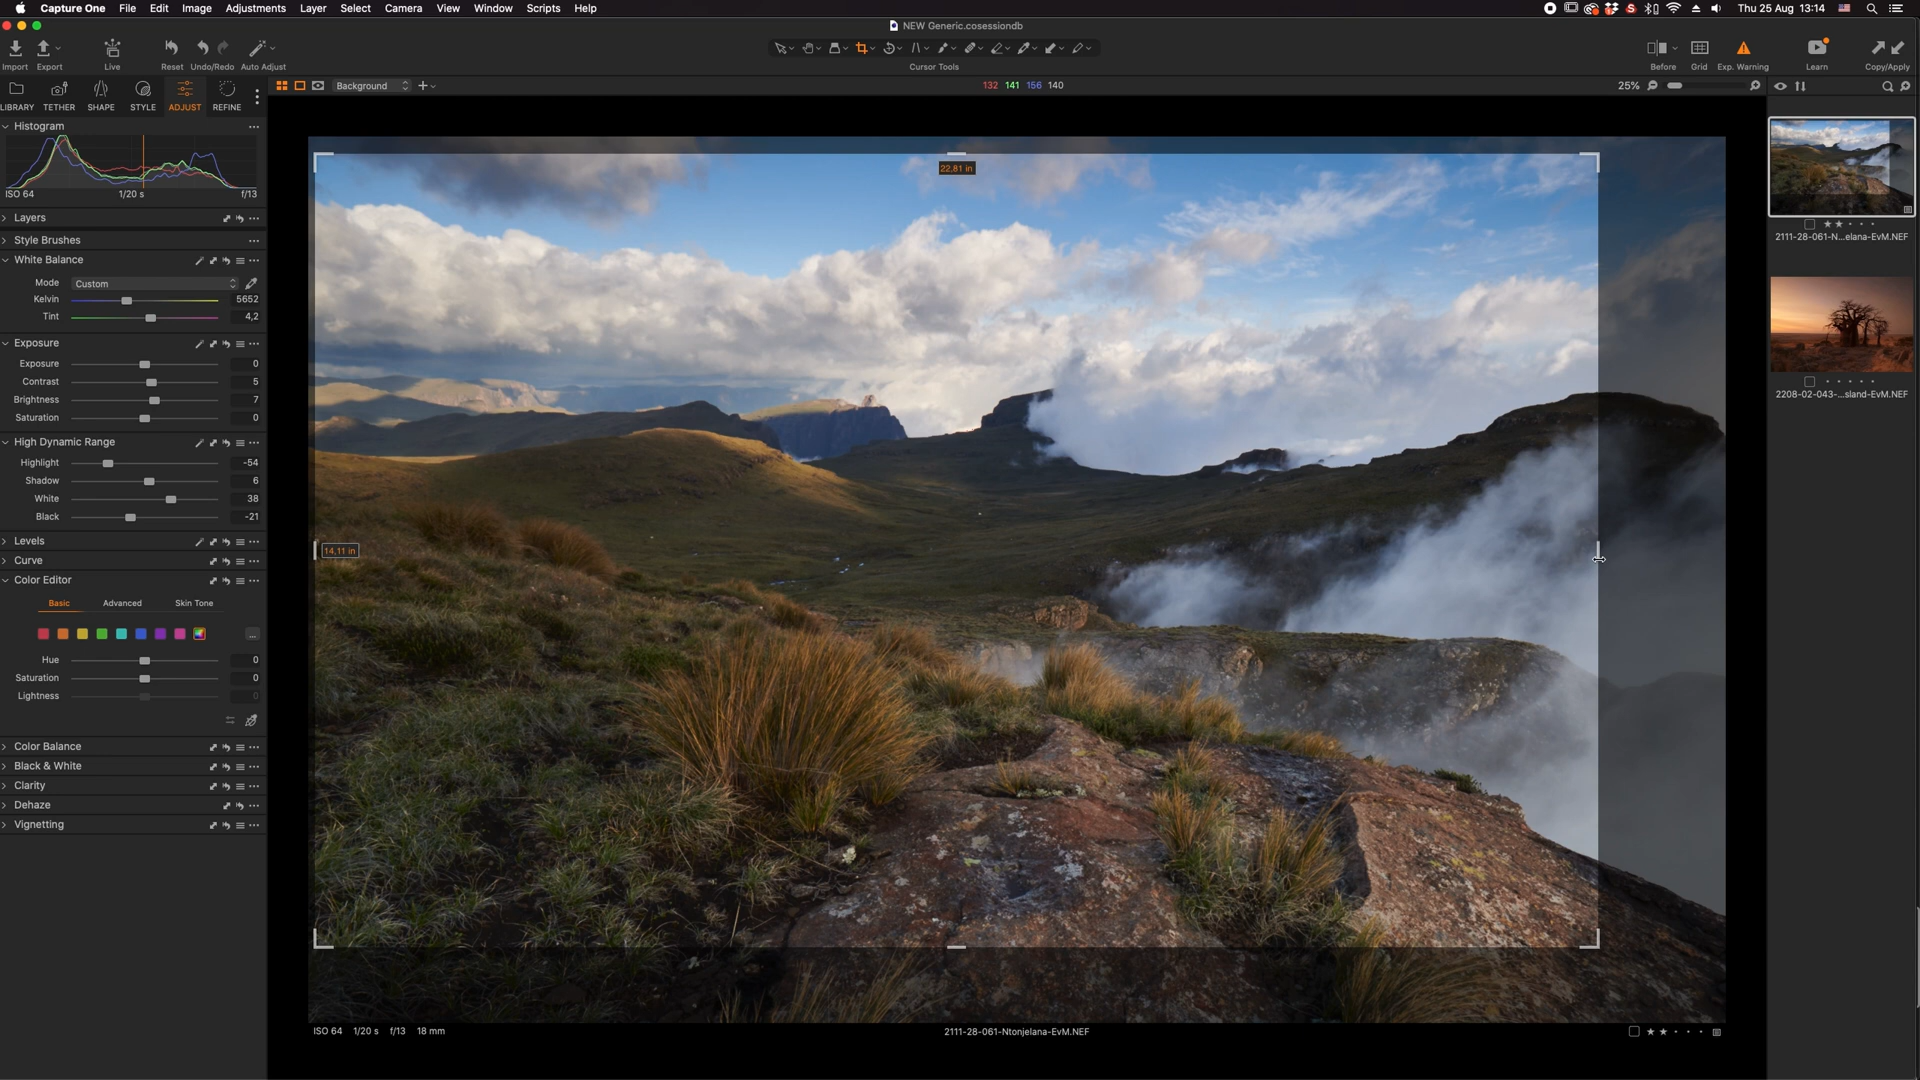 Capture One File Edit Image Adjustments Layer Select Camera View Window Scripts Help Thu 25 Aug 13:14
NEW Generic.cosessiondb
Import Export Live Reset Undo/Redo Auto Adjust Cursor Tools Before Grid Exp. Warning Learn Copy/Apply
Background 132 141 156 140 25%
LIBRARY TETHER SHAPE STYLE ADJUST REFINE
Histogram
ISO 64 1/20 s f/13
Layers
Style Brushes
White Balance
Mode Custom
Kelvin 5652
Tint 4,2
Exposure
Exposure 0
Contrast 5
Brightness 7
Saturation 0
High Dynamic Range
Highlight -54
Shadow 6
White 38
Black -21
Levels
Curve
Color Editor
Basic Advanced Skin Tone
...
Hue 0
Saturation 0
Lightness 0
Color Balance
Black & White
Clarity
Dehaze
Vignetting
22,81 in
14,11 in
ISO 64 1/20 s f/13 18 mm
2111-28-061-Ntonjelana-EvM.NEF
2111-28-061-N...elana-EvM.NEF
2208-02-043-...sland-EvM.NEF